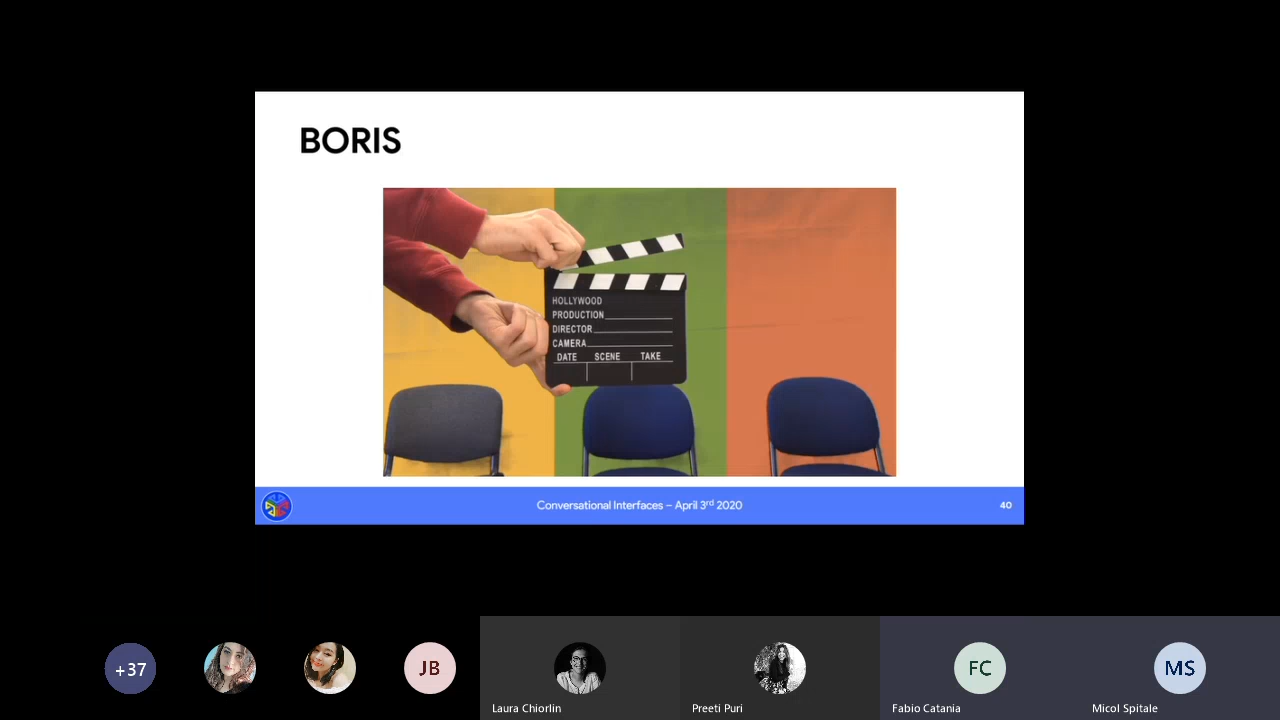 BORIS
HOLLYWOOD
PRODUCTION
DIRECTOR
CAMERA
DATE SCENE TAKE
Conversational Interfaces – April 3rd 2020
40
+37
JB
FC
MS
Laura Chiorlin
Preeti Puri
Fabio Catania
Micol Spitale